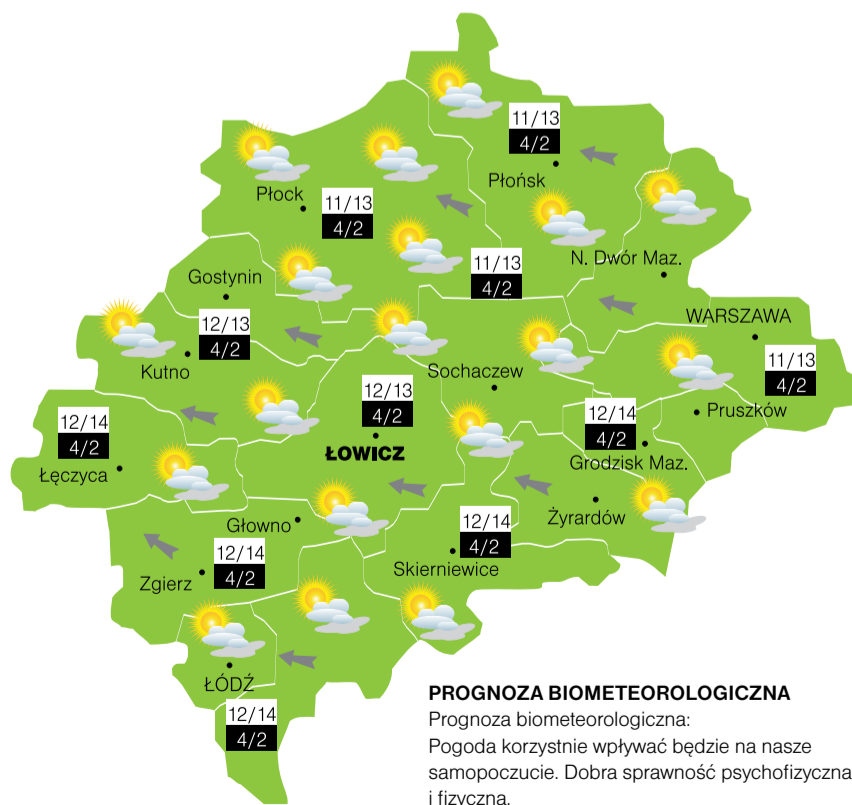 11/13
4/2
Płońsk
Płock
11/13
4/2
N. Dwór Maz.
11/13
4/2
Gostynin
WARSZAWA
12/13
4/2
Kutno
11/13
4/2
Sochaczew
12/13
4/2
ŁOWICZ
Pruszków
12/14
4/2
Grodzisk Maz.
12/14
4/2
Łęczyca
Żyrardów
Głowno
12/14
4/2
Skierniewice
12/14
4/2
Zgierz
ŁÓDŹ
12/14
4/2
PROGNOZA BIOMETEOROLOGICZNA
Prognoza biometeorologiczna:
Pogoda korzystnie wpływać będzie na nasze
samopoczucie. Dobra sprawność psychofizyczna
i fizyczna.